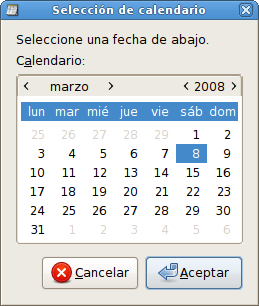 Selección de calendario
Seleccione una fecha de abajo.
Calendario:
< marzo > < 2008 >
lun mar mié jue vie sáb dom
25 26 27 28 29 1 2
3 4 5 6 7 8 9
10 11 12 13 14 15 16
17 18 19 20 21 22 23
24 25 26 27 28 29 30
31 1 2 3 4 5 6
Cancelar Aceptar